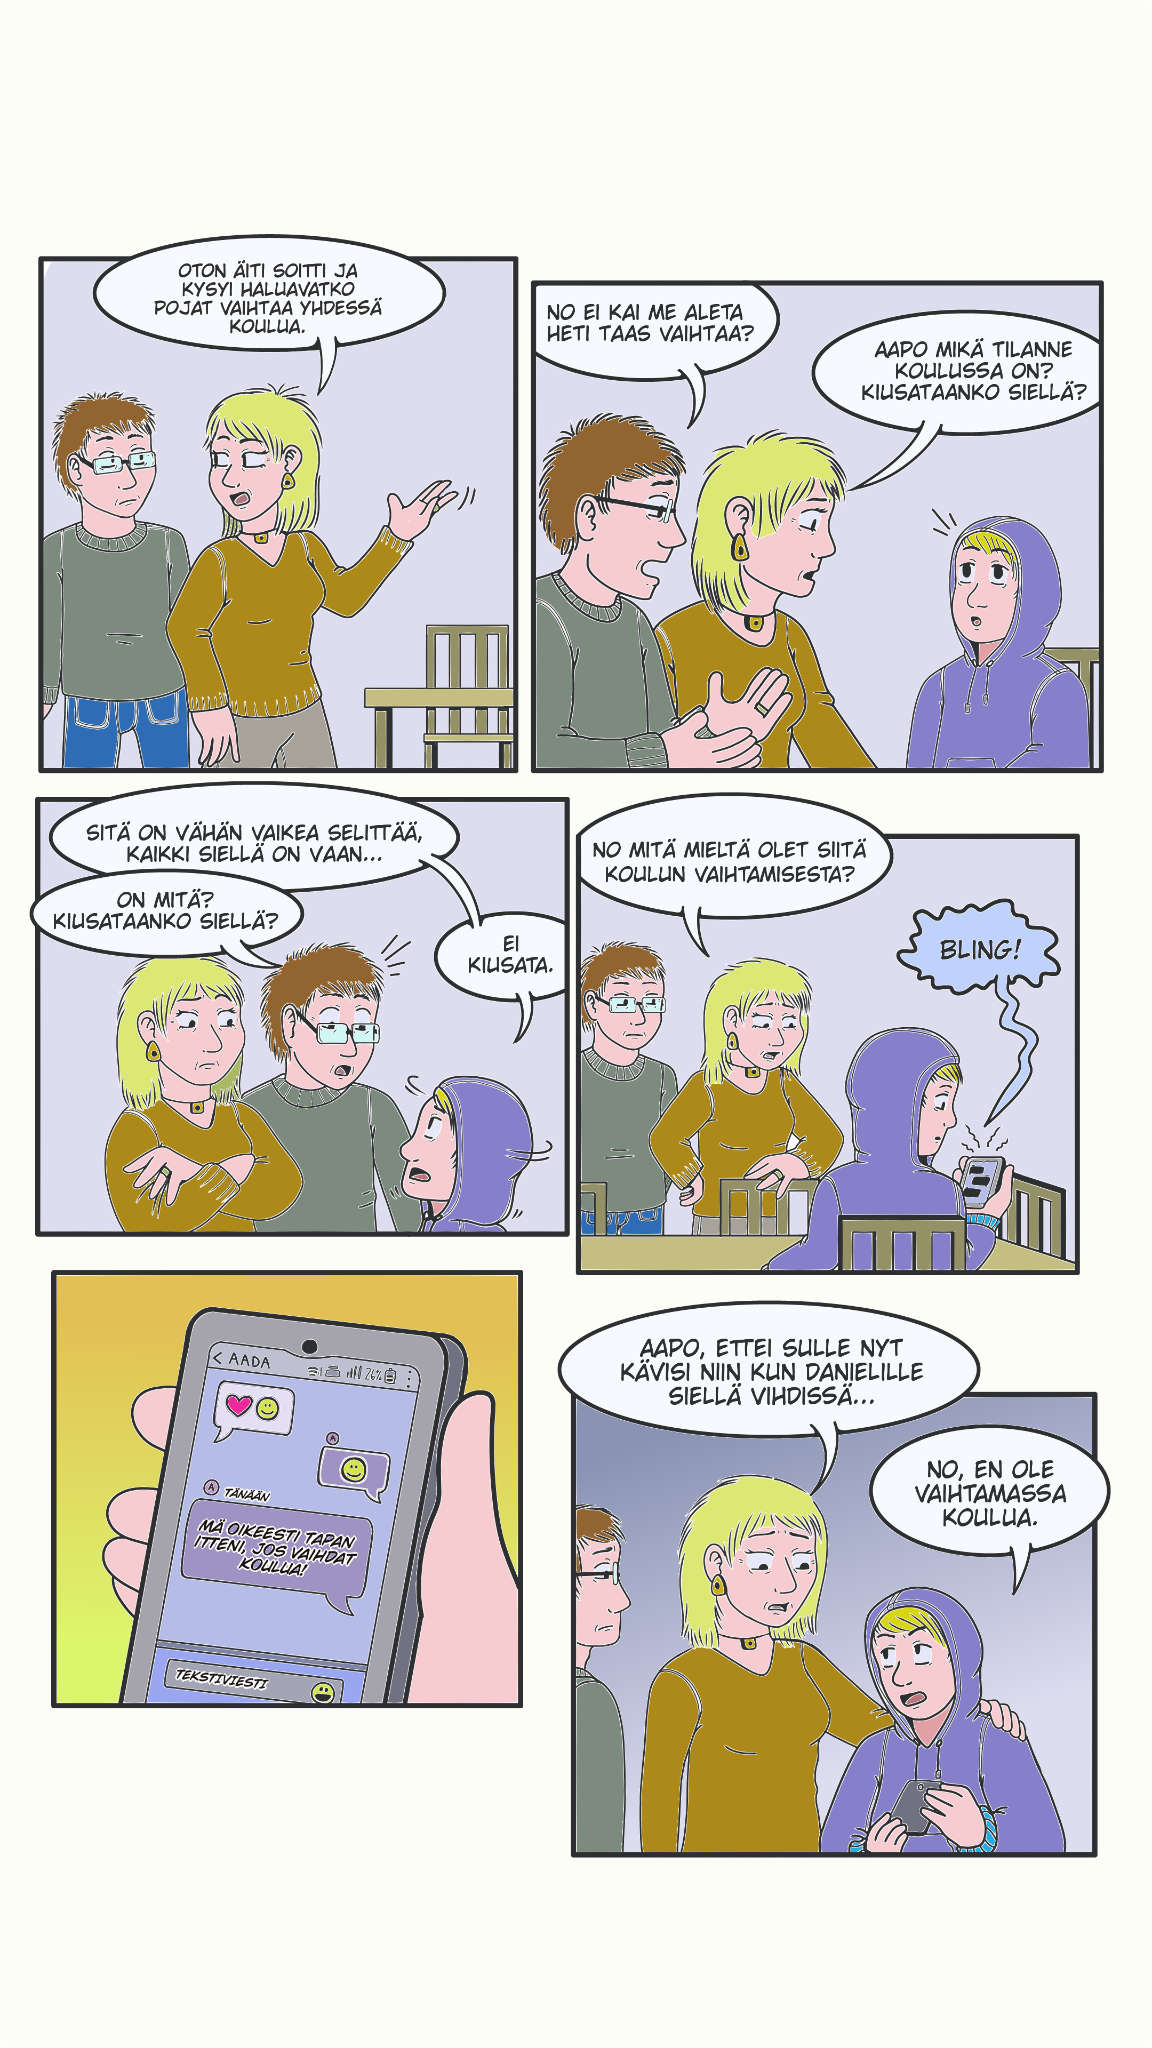 OTON ÄITI SOITTI JA
KYSYI HALUAVATKO
POJAT VAIHTAA YHDESSÄ
KOULUA.
NO EI KAI ME ALETA
HETI TAAS VAIHTAA?
AAPO MIKÄ TILANNE
KOULUSSA ON?
KIUSATAANKO SIELLÄ?
SITÄ ON VÄHÄN VAIKEA SELITTÄÄ,
KAIKKI SIELLÄ ON VAAN...
ON MITÄ?
KIUSATAANKO SIELLÄ?
EI
KIUSATA.
NO MITÄ MIELTÄ OLET SIITÄ
KOULUN VAIHTAMISESTA?
BLING!
< AADA
26%
A
A TÄNÄÄN
MÄ OIKEESTI TAPAN
ITTENI, JOS VAIHDAT
KOULUA!
TEKSTIVIESTI
AAPO, ETTEI SULLE NYT
KÄVISI NIIN KUN DANIELILLE
SIELLÄ VIHDISSÄ...
NO, EN OLE
VAIHTAMASSA
KOULUA.